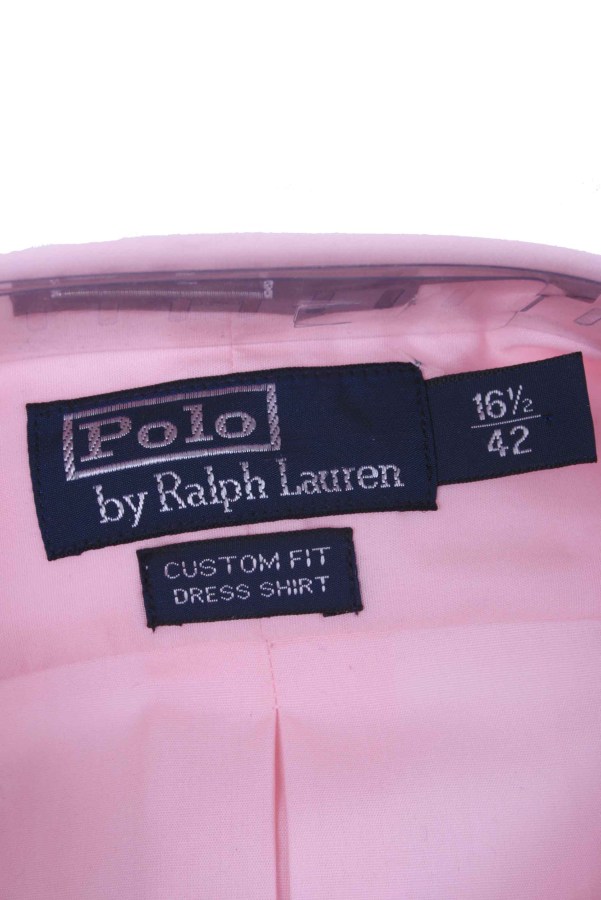 Polo
by Ralph Lauren
16½
42
CUSTOM FIT
DRESS SHIRT